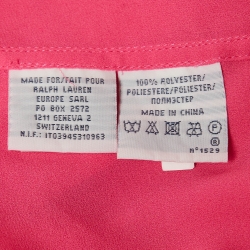 MADE FOR/FAIT POUR
RALPH LAUREN
EUROPE SARL
PO BOX 2572
1211 GENEVA 2
SWITZERLAND
N.I.F: IT03945310963
100% POLYESTER/
POLIESTERE/POLIESTER/
ПОЛИЭСТЕР
MADE IN CHINA
F
N°1529